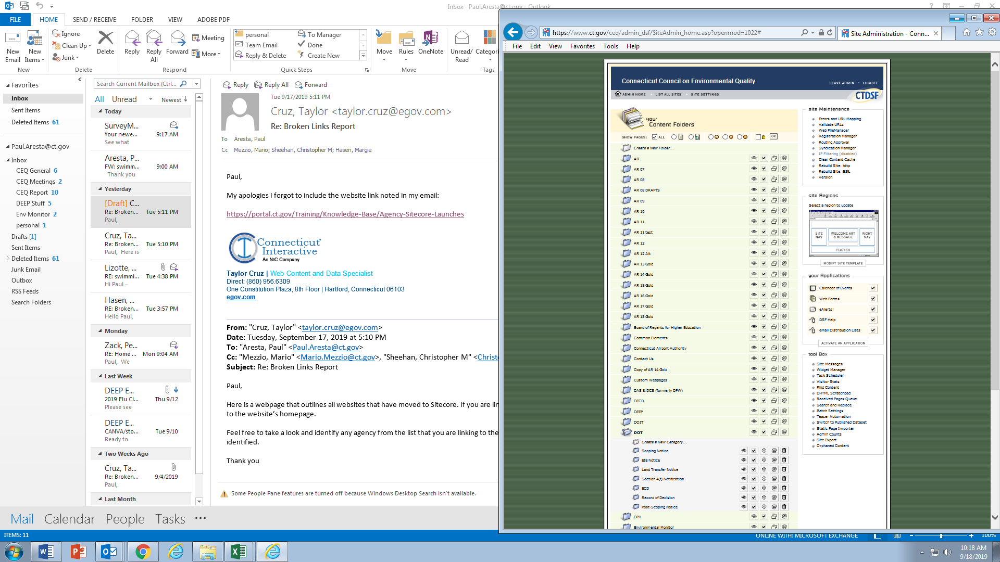 Inbox - Paul.Aresta@ct.gov - Outlook
FILE HOME SEND / RECEIVE FOLDER VIEW ADOBE PDF
New Email
New Items
New
Ignore
Clean Up
Junk
Delete
Delete
Reply
Reply All
Forward
Meeting
More
Respond
personal
Team Email
Reply & Delete
To Manager
Done
Create New
Quick Steps
Move
Rules
OneNote
Move
Unread/ Read
Categori
Tags
Favorites
Inbox
Sent Items
Deleted Items 61
Paul.Aresta@ct.gov
Inbox
CEQ General 6
CEQ Meetings 2
CEQ Report 10
DEEP Stuff 5
Env Monitor 2
personal 1
Drafts [1]
Sent Items
Deleted Items 61
Junk Email
Outbox
RSS Feeds
Search Folders
Search Current Mailbox (Ctrl...
All Unread Newest
Today
SurveyM...
Your newe... 9:17 AM
See what
Aresta, P...
FW: swimm... 9:00 AM
Thank you
Yesterday
[Draft] C...
Re: Broken... Tue 5:11 PM
Paul,
Cruz, Ta...
Re: Broken... Tue 5:10 PM
Paul, Here is
Lizotte, ...
RE: swimmi... Tue 4:38 PM
Hi Paul –
Hasen, ...
RE: Broken... Tue 3:57 PM
Hello Paul,
Monday
Zack, Pe...
RE: Home ... Mon 9:04 AM
Paul, We
Last Week
DEEP E...
2019 Flu Cl... Thu 9/12
Please see
DEEP E...
CANVA/sto... Tue 9/10
Ready to
Two Weeks Ago
Cruz, Ta...
Re: Broken... 9/4/2019
Paul,
Last Month
Reply Reply All Forward
Tue 9/17/2019 5:11 PM
Cruz, Taylor <taylor.cruz@egov.com>
Re: Broken Links Report
To Aresta, Paul
Cc Mezzio, Mario; Sheehan, Christopher M; Hasen, Margie
Paul,
My apologies I forgot to include the website link noted in my email:
https://portal.ct.gov/Training/Knowledge-Base/Agency-Sitecore-Launches
Connecticut Interactive
An NIC Company
Taylor Cruz | Web Content and Data Specialist
Direct: (860) 956.6309
One Constitution Plaza, 8th Floor | Hartford, Connecticut 06103
egov.com
From: "Cruz, Taylor" <taylor.cruz@egov.com>
Date: Tuesday, September 17, 2019 at 5:10 PM
To: "Aresta, Paul" <Paul.Aresta@ct.gov>
Cc: "Mezzio, Mario" <Mario.Mezzio@ct.gov>, "Sheehan, Christopher M" <Christ
Subject: Re: Broken Links Report
Paul,
Here is a webpage that outlines all websites that have moved to Sitecore. If you are lin
to the website's homepage.
Feel free to take a look and identify any agency from the list that you are linking to the
identified.
Thank you
Some People Pane features are turned off because Windows Desktop Search isn't available.
Mail Calendar People Tasks ...
ITEMS: 11
ONLINE WITH: MICROSOFT EXCHANGE 100%
10:18 AM
9/18/2019
https://www.ct.gov/ceq/admin_dsf/SiteAdmin_home.asp?openmod=1022#
Site Administration - Conn...
File Edit View Favorites Tools Help
Connecticut Council on Environmental Quality
LEAVE ADMIN LOGOUT
ADMIN HOME LIST ALL SITES SITE SETTINGS
CTDSF
your Content Folders
SHOW PAGES: ALL OK
Create a New Folder...
AR
AR 07
AR 08
AR 08 DRAFTS
AR 09
AR 10
AR 11
AR 11 test
AR 12
AR 12 Alt
AR 13 Gold
AR 14 Gold
AR 15 Gold
AR 16 Gold
AR 17 Gold
AR 18 Gold
Board of Regents for Higher Education
Common Elements
Connecticut Airport Authority
Contact Us
Copy of AR 14 Gold
Custom Webpages
DAS & DCS (formerly DPW)
DECD
DEEP
DOIT
DOT
Create a New Category...
Scoping Notice
EIE Notice
Land Transfer Notice
Section 4(f) Notification
ECD
Record of Decision
Post-Scoping Notice
DPH
Environmental Monitor
site Maintenance
Errors and URL Mapping
Validate URLs
Web FileManager
Registration Manager
Routing Approval
Syndication Manager
IP Filtering (disabled)
Clear Content Cache
Rebuild Site: http
Rebuild Site: SSL
Version
site Regions
Select a region to update
SITE NAV
WELCOME ART & MESSAGE
RIGHT NAV
FOOTER
MODIFY SITE TEMPLATE
your Applications
Calendar of Events
Web Forms
eAlerts!
DSF Help
eMail Distribution Lists
ACTIVATE AN APPLICATION
tool Box
Site Messages
Widget Manager
Task Scheduler
Visitor Stats
Find Content
DHTML Scratchpad
Received Pages Queue
Search and Replace
Batch Settings
Teaser Automation
Switch to Published Dataset
Static Page Importer
Admin Counts
Site Export
Orphaned Content